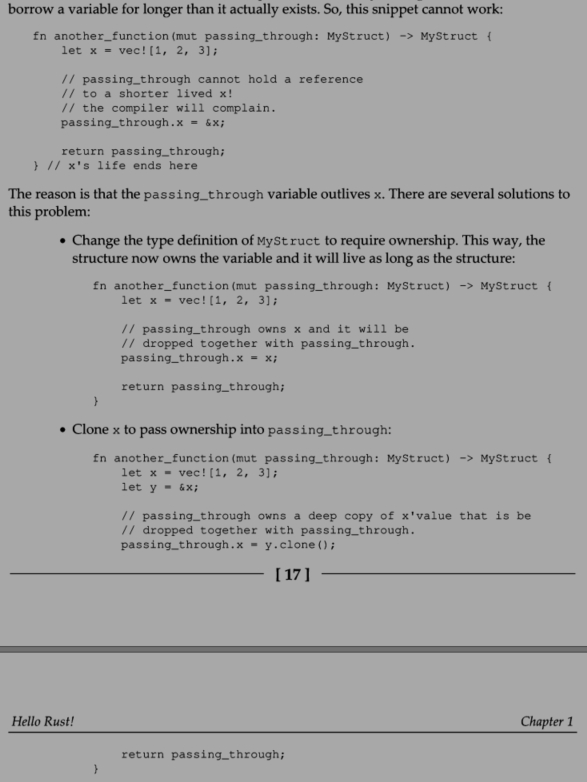 borrow a variable for longer than it actually exists. So, this snippet cannot work:
fn another_function(mut passing_through: MyStruct) -> MyStruct {
    let x = vec![1, 2, 3];

    // passing_through cannot hold a reference
    // to a shorter lived x!
    // the compiler will complain.
    passing_through.x = &x;

    return passing_through;
} // x's life ends here
The reason is that the passing_through variable outlives x. There are several solutions to
this problem:
• Change the type definition of MyStruct to require ownership. This way, the
structure now owns the variable and it will live as long as the structure:
fn another_function(mut passing_through: MyStruct) -> MyStruct {
    let x = vec![1, 2, 3];

    // passing_through owns x and it will be
    // dropped together with passing_through.
    passing_through.x = x;

    return passing_through;
}
• Clone x to pass ownership into passing_through:
fn another_function(mut passing_through: MyStruct) -> MyStruct {
    let x = vec![1, 2, 3];
    let y = &x;

    // passing_through owns a deep copy of x'value that is be
    // dropped together with passing_through.
    passing_through.x = y.clone();
[ 17 ]
Hello Rust! Chapter 1
    return passing_through;
}